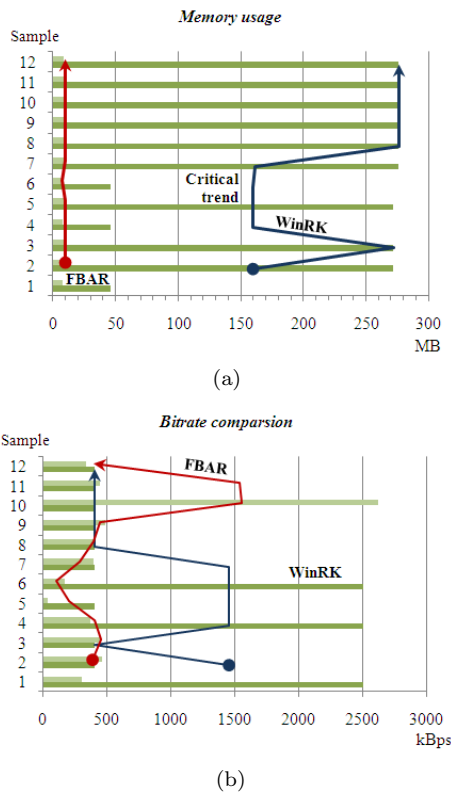 Memory usage
Sample
12
11
10
9
8
7
6
Critical
trend
5
4
WinRK
3
2
FBAR
1
0 50 100 150 200 250 300
MB
(a)
Bitrate comparsion
Sample
12
FBAR
11
10
9
8
7
WinRK
6
5
4
3
2
1
0 500 1000 1500 2000 2500 3000
kBps
(b)